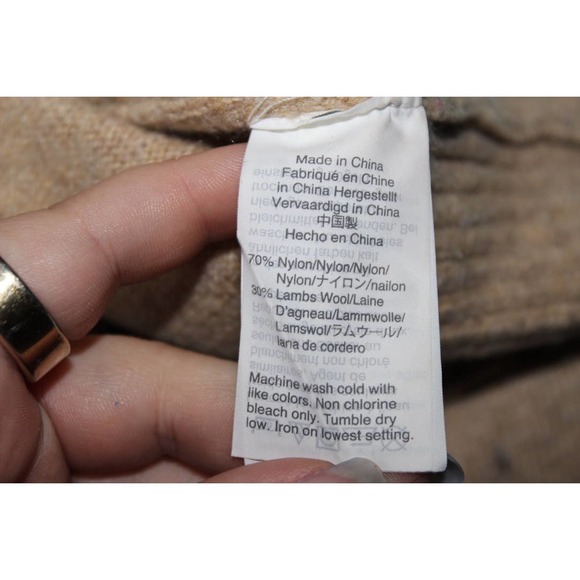 Made in China
Fabriqué en Chine
in China Hergestellt
Vervaardigd in China
中国製
Hecho en China
70% Nylon/Nylon/Nylon/
Nylon/ナイロン/nailon
30% Lambs Wool/Laine
D'agneau/Lammwolle/
Lamswol/ラムウール/
lana de cordero
Machine wash cold with
like colors. Non chlorine
bleach only. Tumble dry
low. Iron on lowest setting.